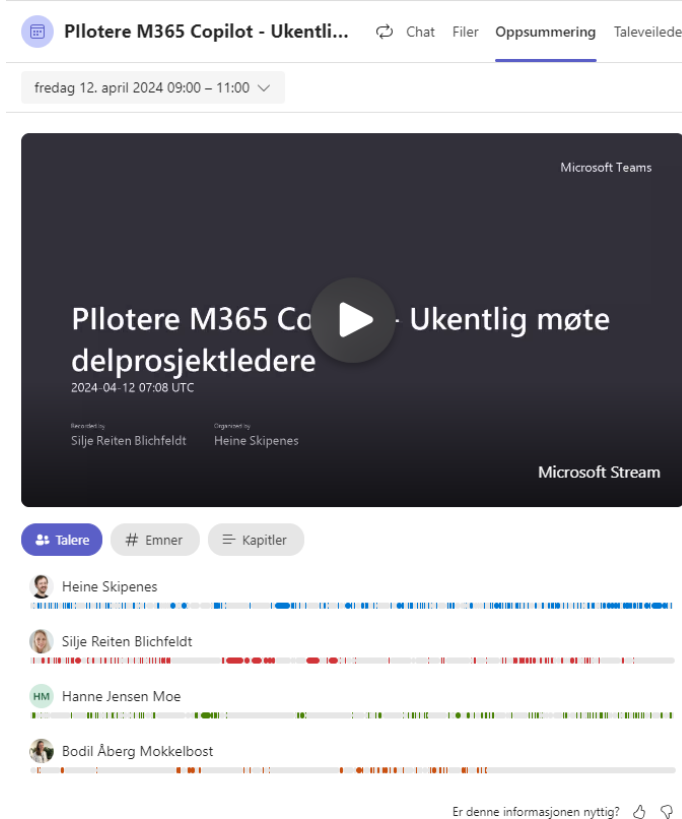 PIlotere M365 Copilot - Ukentli...
Chat
Filer
Oppsummering
Taleveilede
fredag 12. april 2024 09:00 – 11:00
Microsoft Teams
PIlotere M365 Co - Ukentlig møte
delprosjektledere
2024-04-12 07:08 UTC
Recorded by
Organized by
Silje Reiten Blichfeldt
Heine Skipenes
Microsoft Stream
Talere
# Emner
Kapitler
Heine Skipenes
Silje Reiten Blichfeldt
HM Hanne Jensen Moe
Bodil Åberg Mokkelbost
Er denne informasjonen nyttig?